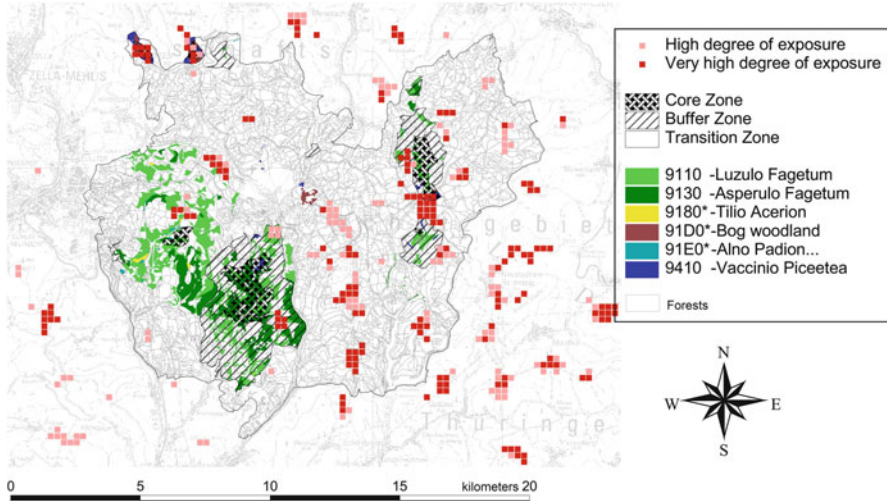 ZELLA-MEHLIS
High degree of exposure
Very high degree of exposure
Core Zone
Buffer Zone
Transition Zone
9110 -Luzulo Fagetum
9130 -Asperulo Fagetum
9180*-Tilio Acerion
91D0*-Bog woodland
91E0*-Alno Padion...
9410 -Vaccinio Piceetea
Forests
Thüringe
N
W
E
S
0 5 10 15 kilometers 20